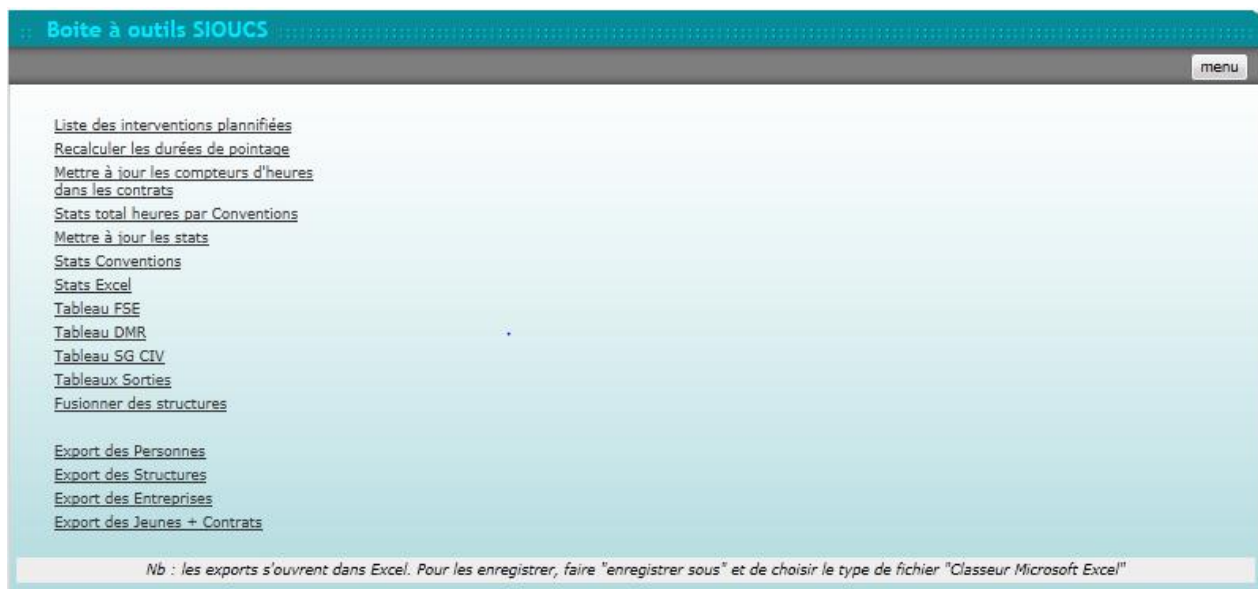 Boite à outils SIOUCS
menu
Liste des interventions plannifiées
Recalculer les durées de pointage
Mettre à jour les compteurs d'heures
dans les contrats
Stats total heures par Conventions
Mettre à jour les stats
Stats Conventions
Stats Excel
Tableau FSE
Tableau DMR
Tableau SG CIV
Tableaux Sorties
Fusionner des structures
Export des Personnes
Export des Structures
Export des Entreprises
Export des Jeunes + Contrats
Nb : les exports s'ouvrent dans Excel. Pour les enregistrer, faire "enregistrer sous" et de choisir le type de fichier "Classeur Microsoft Excel"